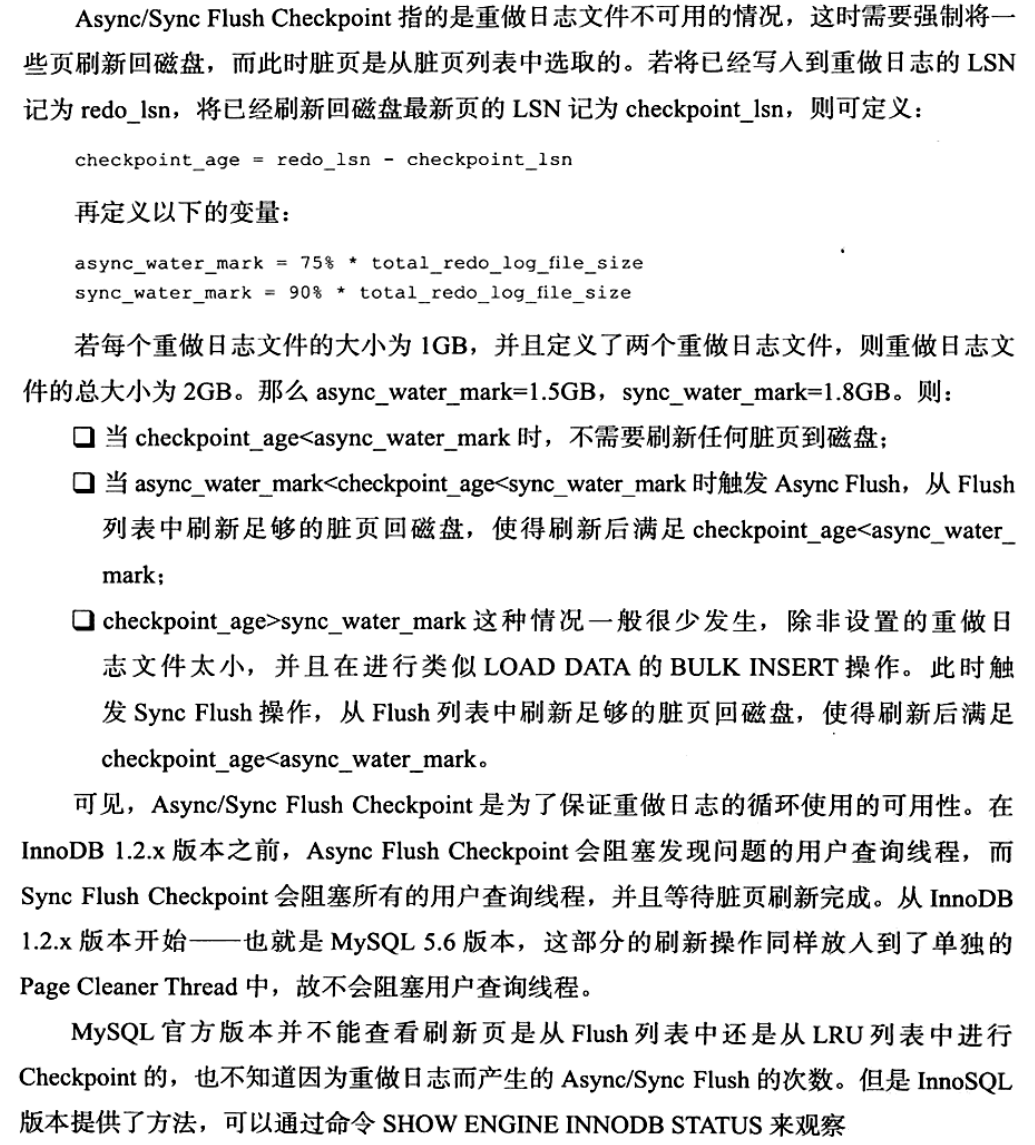 Async/Sync Flush Checkpoint 指的是重做日志文件不可用的情况，这时需要强制将一
些页刷新回磁盘，而此时脏页是从脏页列表中选取的。若将已经写入到重做日志的 LSN
记为 redo_lsn，将已经刷新回磁盘最新页的 LSN 记为 checkpoint_lsn，则可定义：
checkpoint_age = redo_lsn - checkpoint_lsn
再定义以下的变量：
async_water_mark = 75% * total_redo_log_file_size
sync_water_mark = 90% * total_redo_log_file_size
若每个重做日志文件的大小为 1GB，并且定义了两个重做日志文件，则重做日志文
件的总大小为 2GB。那么 async_water_mark=1.5GB，sync_water_mark=1.8GB。则：
❑ 当 checkpoint_age<async_water_mark 时，不需要刷新任何脏页到磁盘；
❑ 当 async_water_mark<checkpoint_age<sync_water_mark 时触发 Async Flush，从 Flush
列表中刷新足够的脏页回磁盘，使得刷新后满足 checkpoint_age<async_water_
mark；
❑ checkpoint_age>sync_water_mark 这种情况一般很少发生，除非设置的重做日
志文件太小，并且在进行类似 LOAD DATA 的 BULK INSERT 操作。此时触
发 Sync Flush 操作，从 Flush 列表中刷新足够的脏页回磁盘，使得刷新后满足
checkpoint_age<async_water_mark。
可见，Async/Sync Flush Checkpoint 是为了保证重做日志的循环使用的可用性。在
InnoDB 1.2.x 版本之前，Async Flush Checkpoint 会阻塞发现问题的用户查询线程，而
Sync Flush Checkpoint 会阻塞所有的用户查询线程，并且等待脏页刷新完成。从 InnoDB
1.2.x 版本开始——也就是 MySQL 5.6 版本，这部分的刷新操作同样放入到了单独的
Page Cleaner Thread 中，故不会阻塞用户查询线程。
MySQL 官方版本并不能查看刷新页是从 Flush 列表中还是从 LRU 列表中进行
Checkpoint 的，也不知道因为重做日志而产生的 Async/Sync Flush 的次数。但是 InnoSQL
版本提供了方法，可以通过命令 SHOW ENGINE INNODB STATUS 来观察